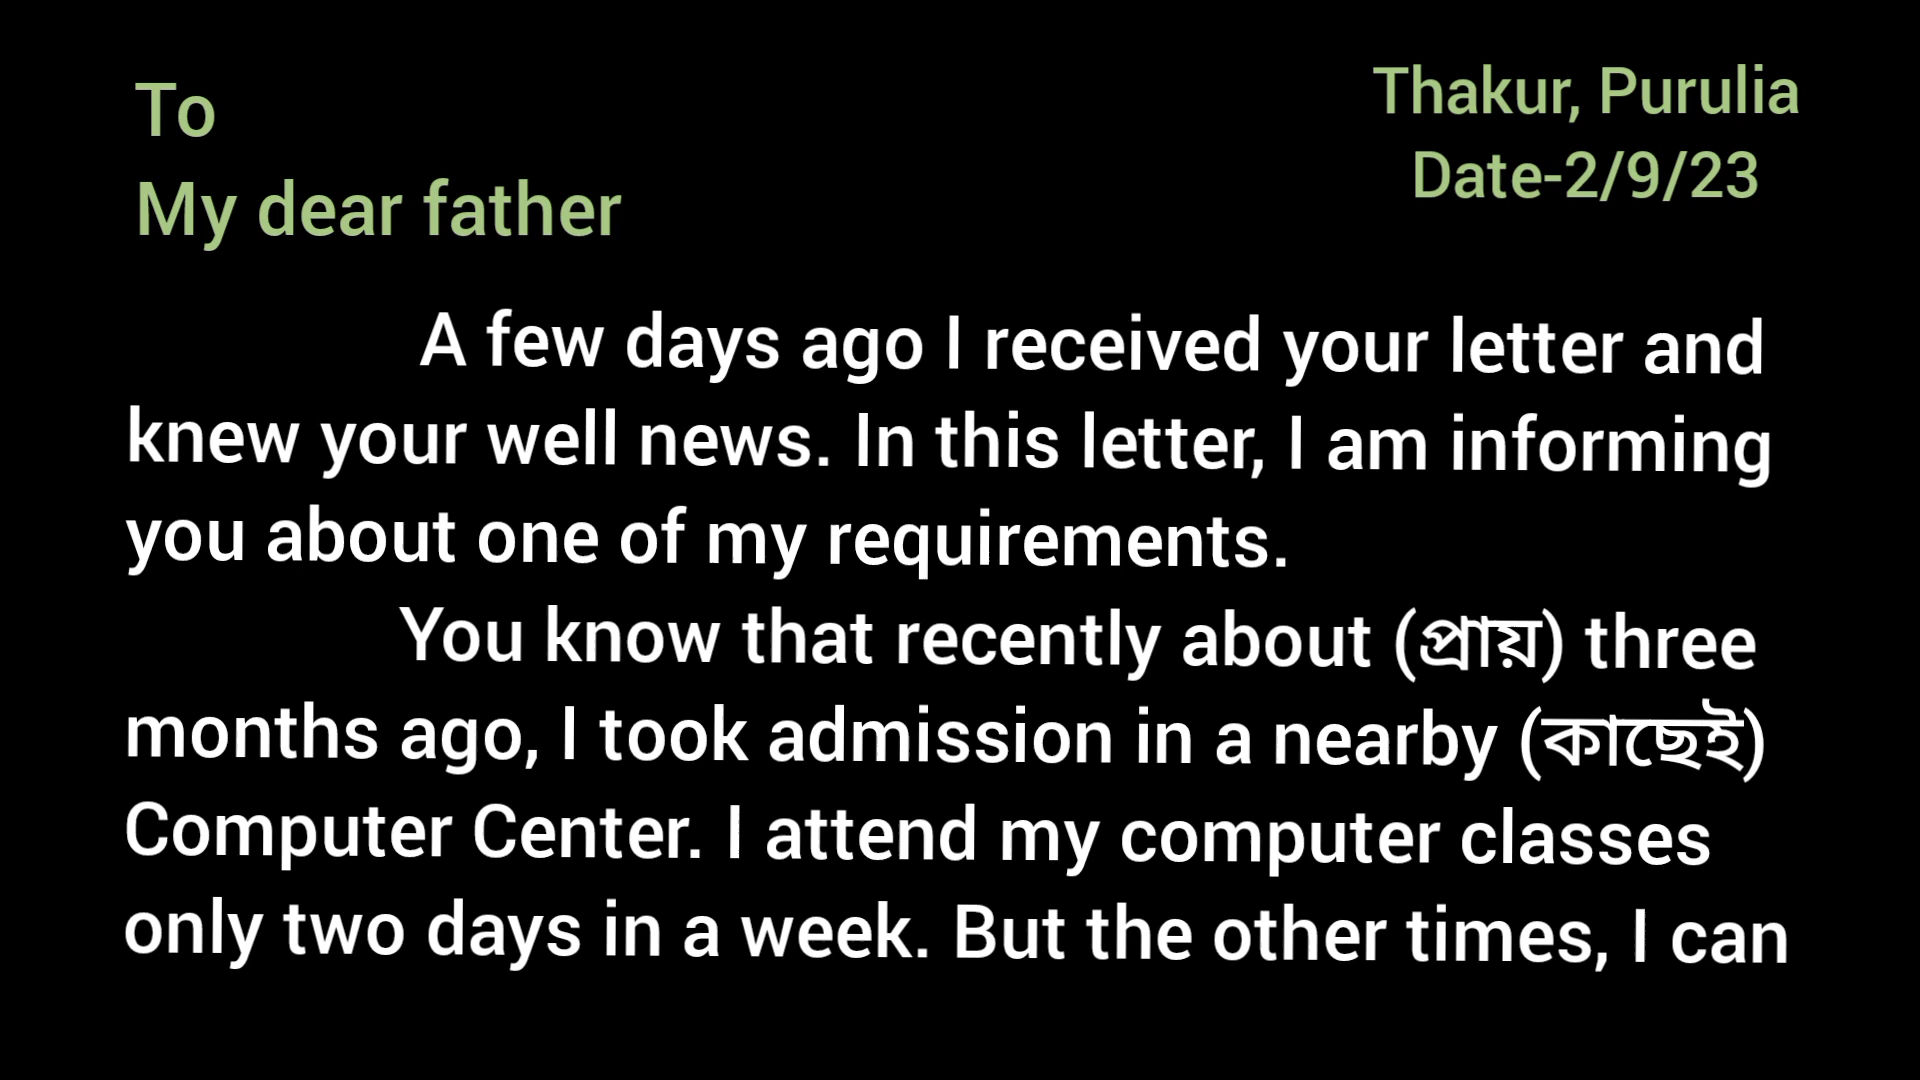 To
My dear father
Thakur, Purulia
Date-2/9/23
A few days ago I received your letter and
knew your well news. In this letter, I am informing
you about one of my requirements.
You know that recently about (প্রায়) three
months ago, I took admission in a nearby (কাছেই)
Computer Center. I attend my computer classes
only two days in a week. But the other times, I can